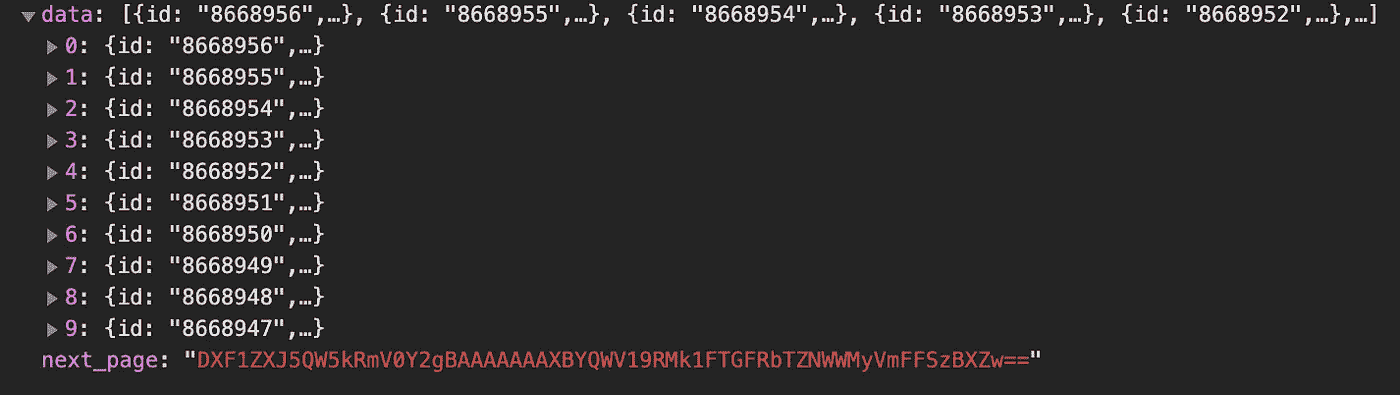 data: [{id: "8668956",…}, {id: "8668955",…}, {id: "8668954",…}, {id: "8668953",…}, {id: "8668952",…},…]
0: {id: "8668956",…}
1: {id: "8668955",…}
2: {id: "8668954",…}
3: {id: "8668953",…}
4: {id: "8668952",…}
5: {id: "8668951",…}
6: {id: "8668950",…}
7: {id: "8668949",…}
8: {id: "8668948",…}
9: {id: "8668947",…}
next_page: "DXF1ZXJ5QW5kRmV0Y2gBAAAAAAAXBYQWV19RMk1FTGFRbTZNWWMyVmFFSzBXZw=="